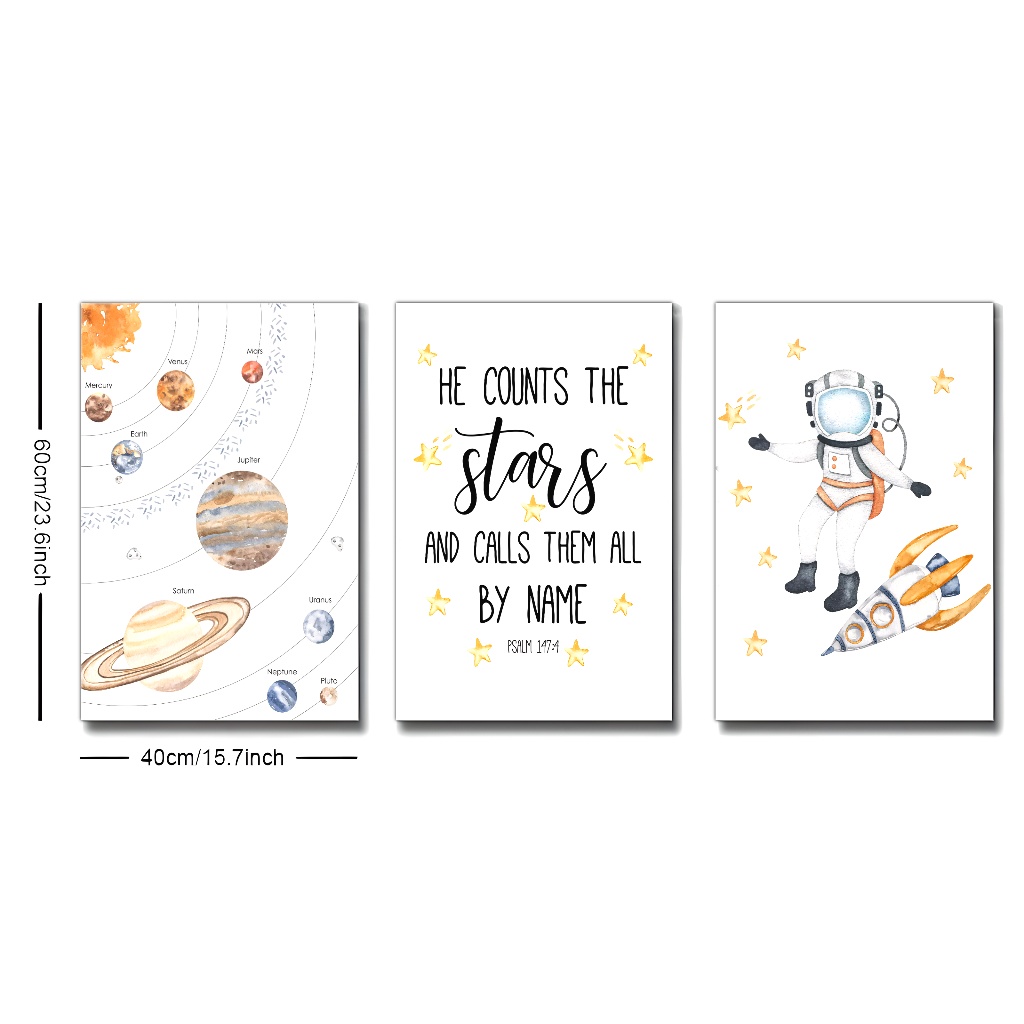 60cm/23.6inch
Mars
Venus
Mercury
Earth
Jupiter
Saturn
Uranus
Neptune
Pluto
40cm/15.7inch
HE COUNTS THE
stars
AND CALLS THEM ALL
BY NAME
PSALM 147:4